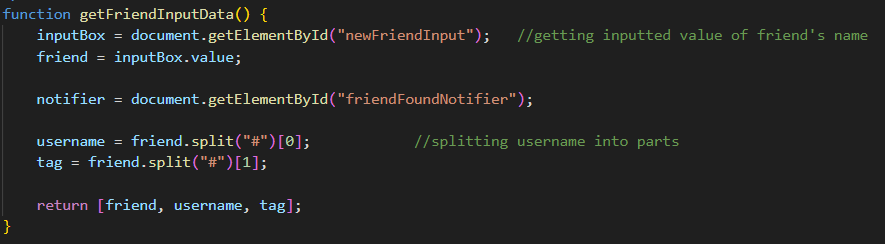 function getFriendInputData() {
    inputBox = document.getElementById("newFriendInput");   //getting inputted value of friend's name
    friend = inputBox.value;
    notifier = document.getElementById("friendFoundNotifier");
    username = friend.split("#")[0];            //splitting username into parts
    tag = friend.split("#")[1];
    return [friend, username, tag];
}